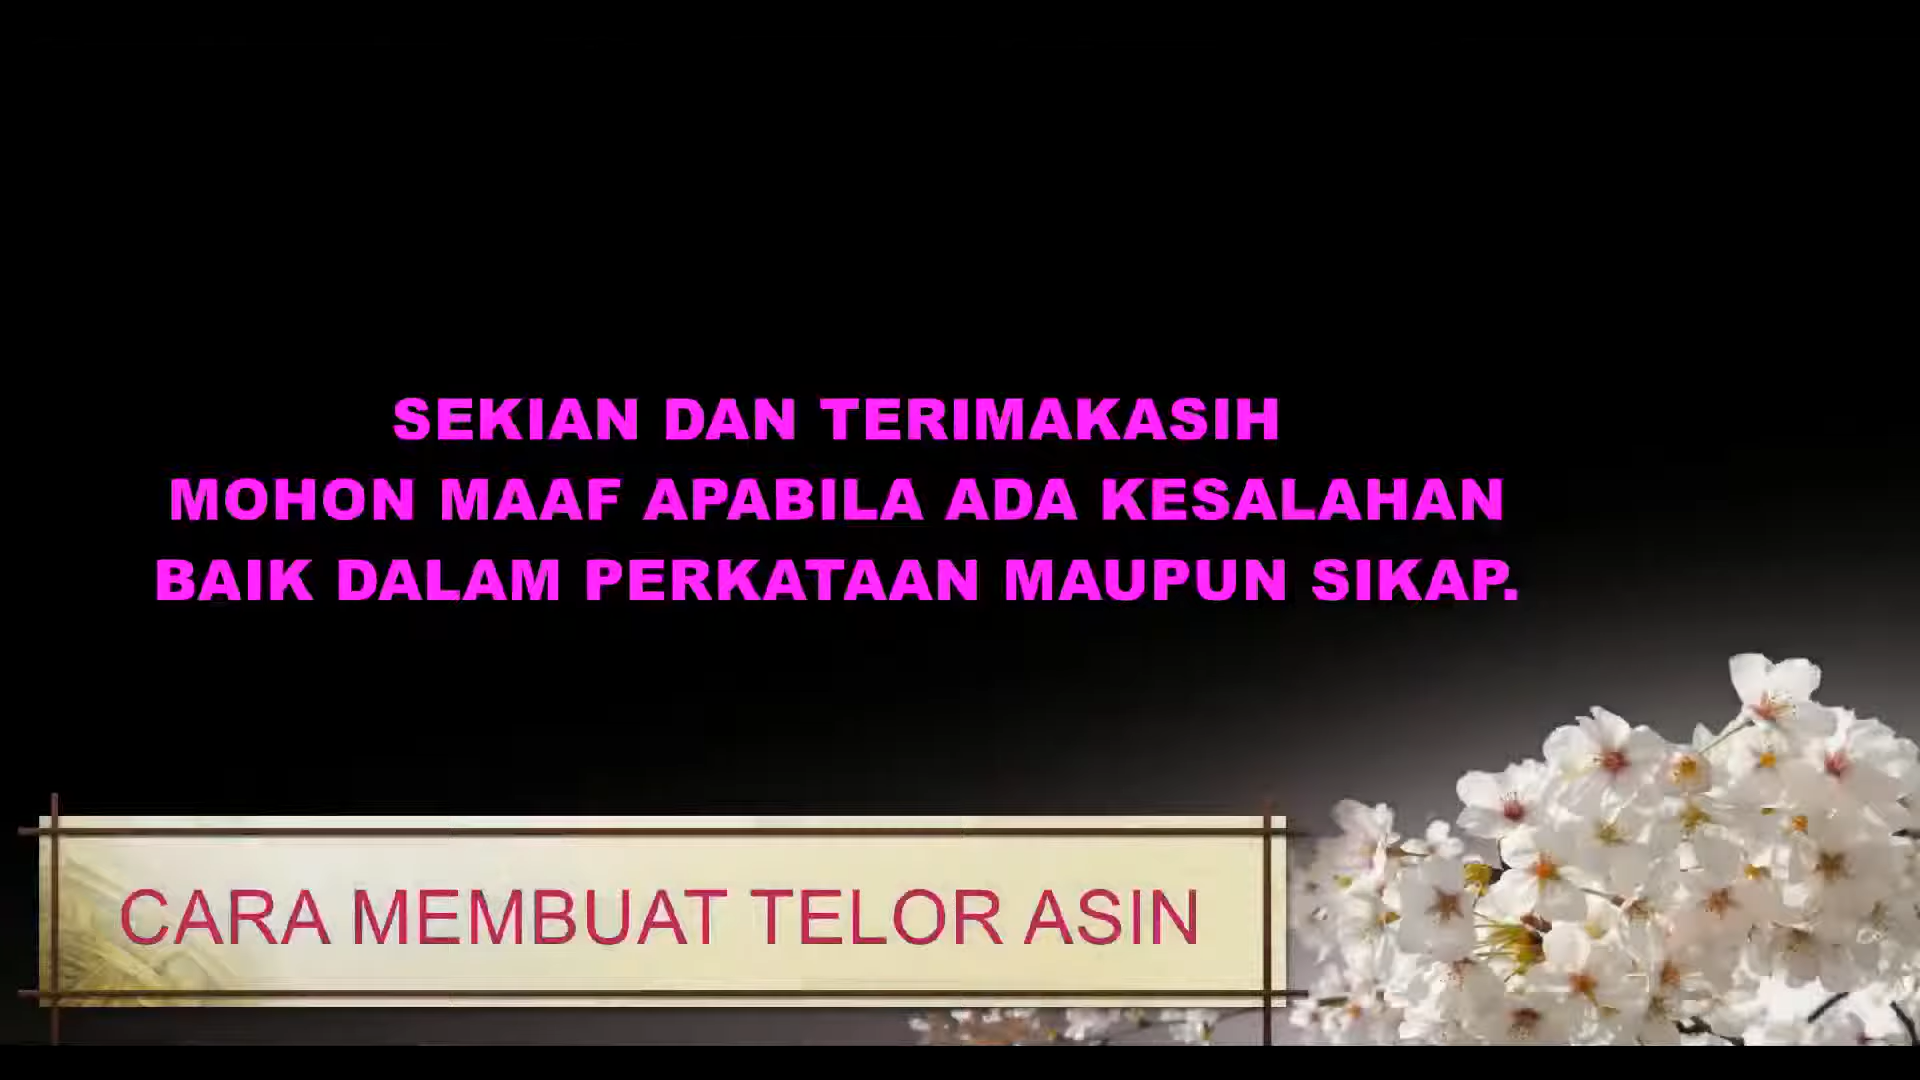 SEKIAN DAN TERIMAKASIH
MOHON MAAF APABILA ADA KESALAHAN
BAIK DALAM PERKATAAN MAUPUN SIKAP.
CARA MEMBUAT TELOR ASIN